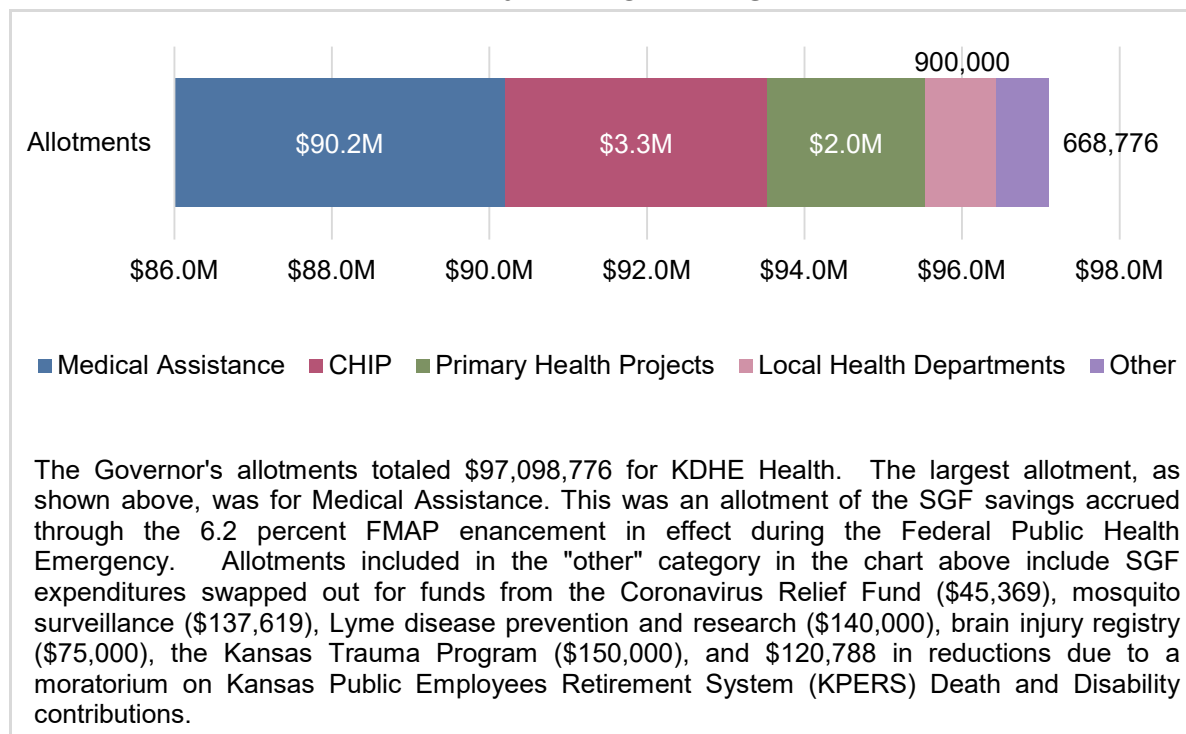 900,000
Allotments
$90.2M
$3.3M
$2.0M
668,776
$86.0M $88.0M $90.0M $92.0M $94.0M $96.0M $98.0M
Medical Assistance CHIP Primary Health Projects Local Health Departments Other
The Governor's allotments totaled $97,098,776 for KDHE Health. The largest allotment, as
shown above, was for Medical Assistance. This was an allotment of the SGF savings accrued
through the 6.2 percent FMAP enancement in effect during the Federal Public Health
Emergency. Allotments included in the "other" category in the chart above include SGF
expenditures swapped out for funds from the Coronavirus Relief Fund ($45,369), mosquito
surveillance ($137,619), Lyme disease prevention and research ($140,000), brain injury registry
($75,000), the Kansas Trauma Program ($150,000), and $120,788 in reductions due to a
moratorium on Kansas Public Employees Retirement System (KPERS) Death and Disability
contributions.